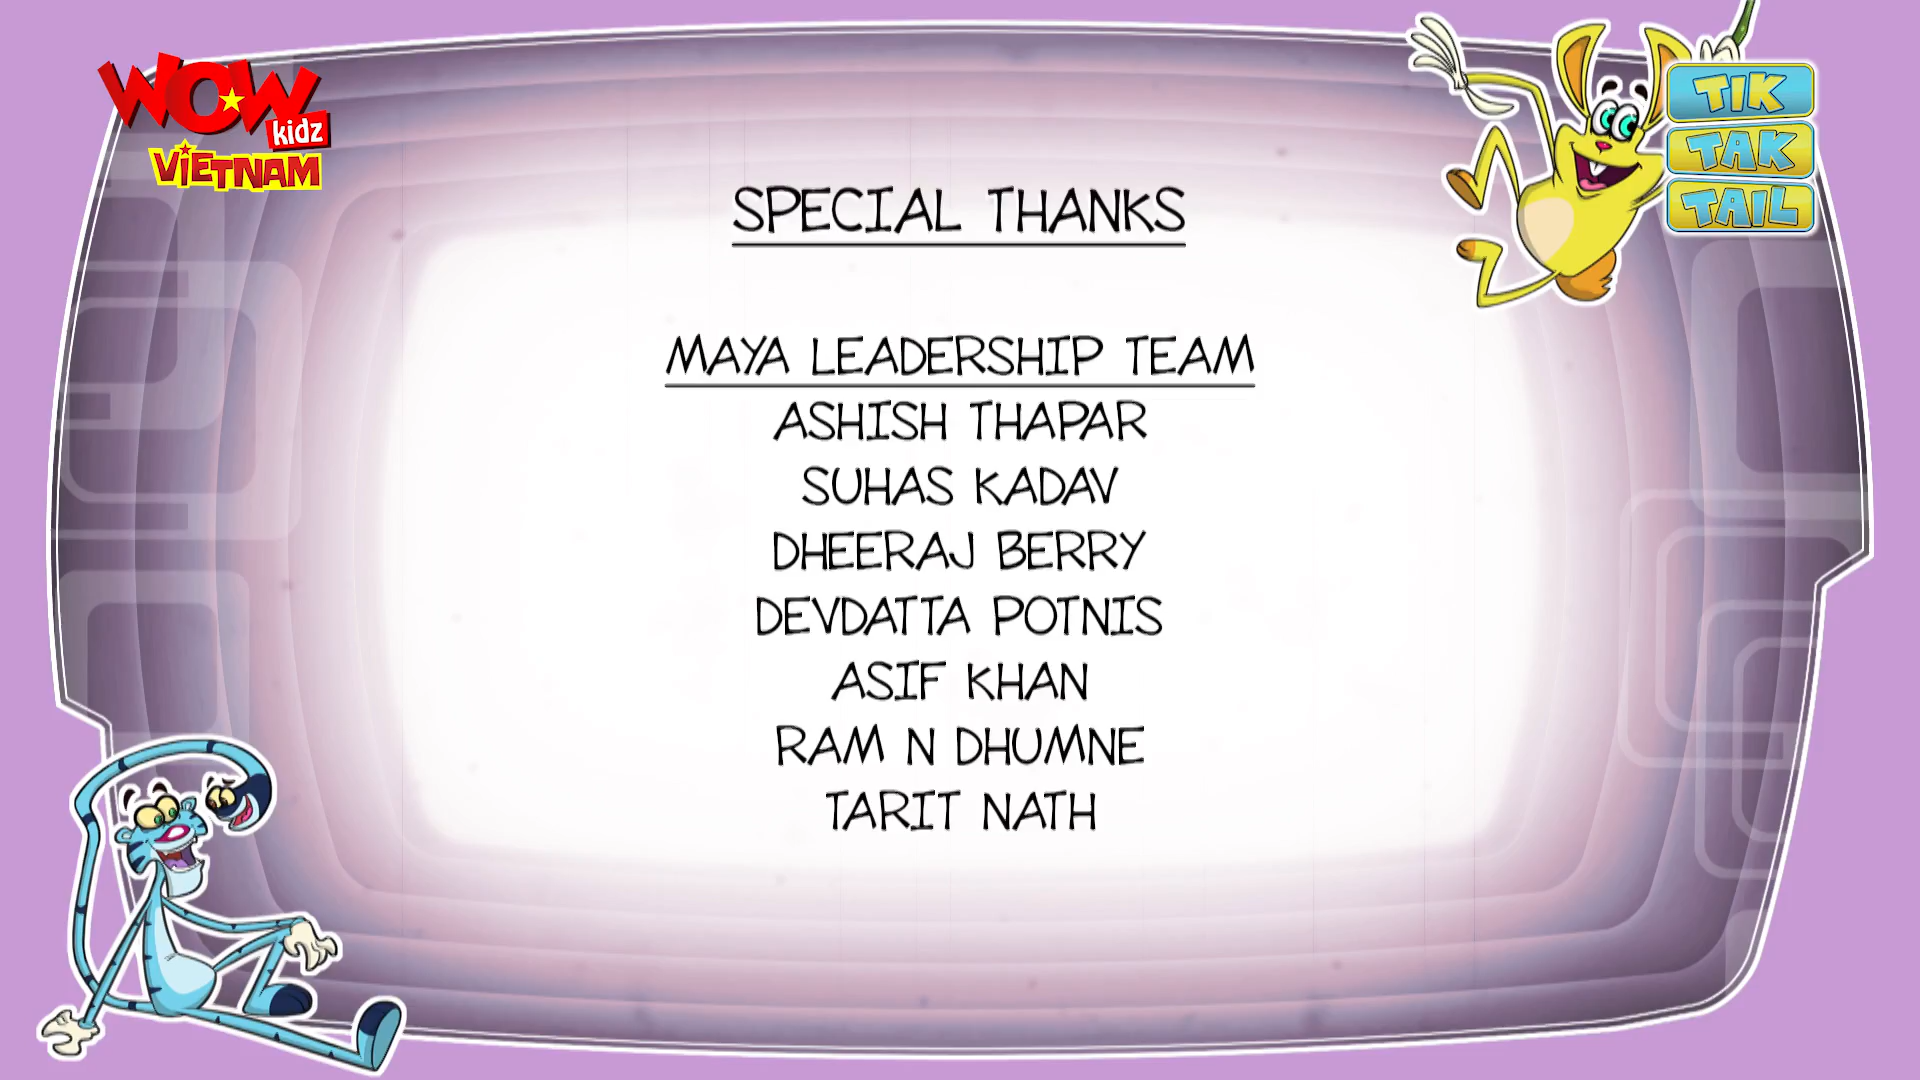 WOW
kidz
VIETNAM
TIK
TAK
TAIL
SPECIAL THANKS
MAYA LEADERSHIP TEAM
ASHISH THAPAR
SUHAS KADAV
DHEERAJ BERRY
DEVDATTA POTNIS
ASIF KHAN
RAM N DHUMNE
TARIT NATH